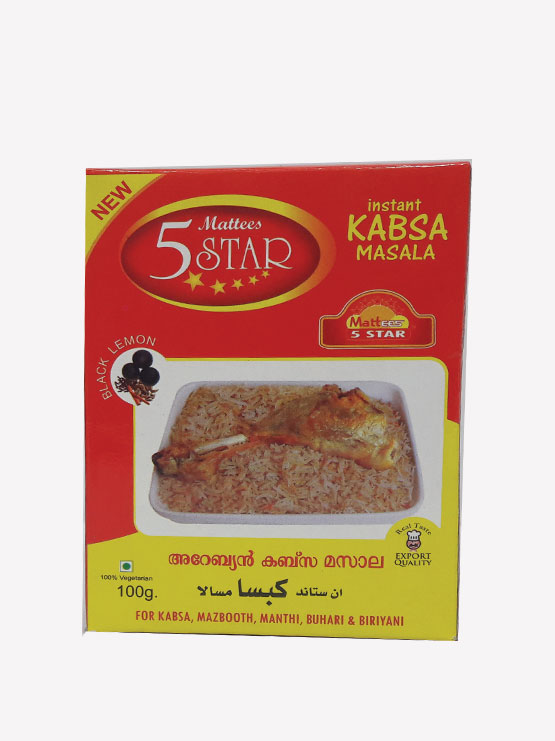 NEW
Mattees
5 STAR
instant
KABSA
MASALA
Mattees
5 STAR
BLACK LEMON
Real Taste
EXPORT
QUALITY
അറേബ്യൻ കബ്സ മസാല
100% Vegetarian
100g.
ان ستاند كبسا مسالا
FOR KABSA, MAZBOOTH, MANTHI, BUHARI & BIRIYANI